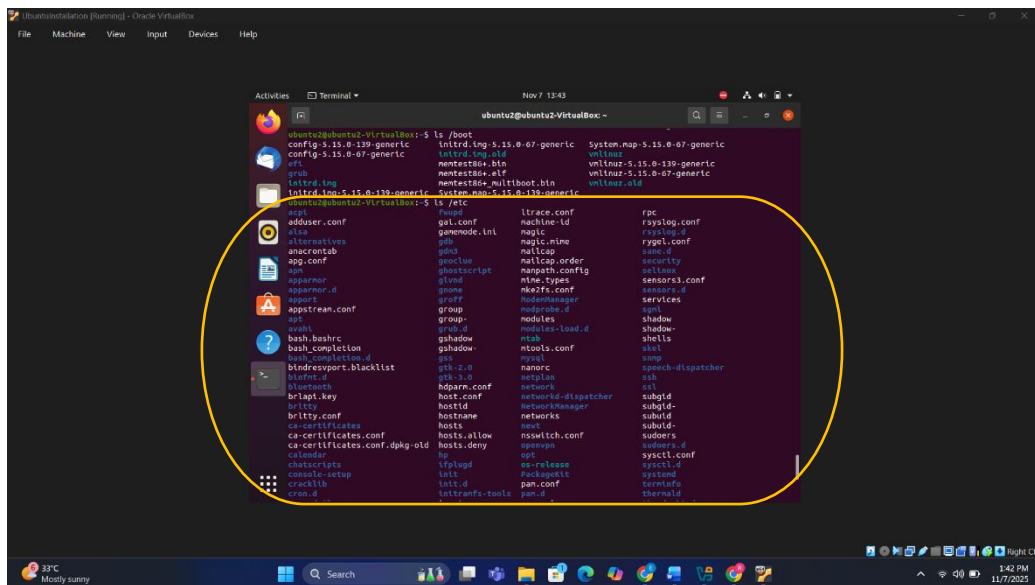 UbuntuInstallation [Running] - Oracle VirtualBox
File Machine View Input Devices Help
Activities Terminal Nov 7 13:43
ubuntu2@ubuntu2-VirtualBox: ~
ubuntu2@ubuntu2-VirtualBox:~$ ls /boot
config-5.15.0-139-generic initrd.img-5.15.0-67-generic System.map-5.15.0-67-generic
config-5.15.0-67-generic initrd.img.old vmlinuz
efi memtest86+.bin vmlinuz-5.15.0-139-generic
grub memtest86+.elf vmlinuz-5.15.0-67-generic
initrd.img memtest86+_multiboot.bin vmlinuz.old
initrd.img-5.15.0-139-generic System.map-5.15.0-139-generic
ubuntu2@ubuntu2-VirtualBox:~$ ls /etc
acpi fwupd ltrace.conf rpc
adduser.conf gai.conf machine-id rsyslog.conf
alsa gamemode.ini magic rsyslog.d
alternatives gdb magic.mime rygel.conf
anacrontab gdm3 mailcap sane.d
apg.conf geoclue mailcap.order security
apm ghostscript manpath.config selinux
apparmor glvnd mime.types sensors3.conf
apparmor.d gnome mke2fs.conf sensors.d
apport groff ModemManager services
appstream.conf group modprobe.d sgml
apt group- modules shadow
avahi grub.d modules-load.d shadow-
bash.bashrc gshadow mtab shells
bash_completion gshadow- mtools.conf skel
bash_completion.d gss mysql snmp
bindresvport.blacklist gtk-2.0 nanorc speech-dispatcher
binfmt.d gtk-3.0 netplan ssh
bluetooth hdparm.conf network ssl
brlapi.key host.conf networkd-dispatcher subgid
brltty hostid NetworkManager subgid-
brltty.conf hostname networks subuid
ca-certificates hosts newt subuid-
ca-certificates.conf hosts.allow nsswitch.conf sudoers
ca-certificates.conf.dpkg-old hosts.deny openvpn sudoers.d
calendar hp opt sysctl.conf
chatscripts ifplugd os-release sysctl.d
console-setup init PackageKit systemd
cracklib init.d pam.conf terminfo
cron.d initramfs-tools pam.d thermald
Right C
6 33°C
Mostly sunny
Search
1:42 PM
11/7/2025